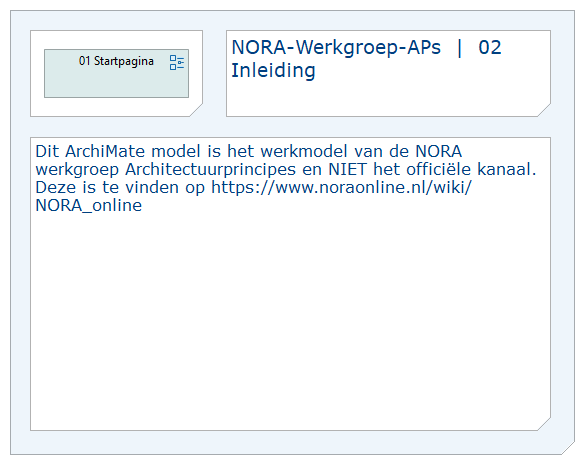 01 Startpagina
NORA-Werkgroep-APs | 02
Inleiding
Dit ArchiMate model is het werkmodel van de NORA
werkgroep Architectuurprincipes en NIET het officiële kanaal.
Deze is te vinden op https://www.noraonline.nl/wiki/
NORA_online